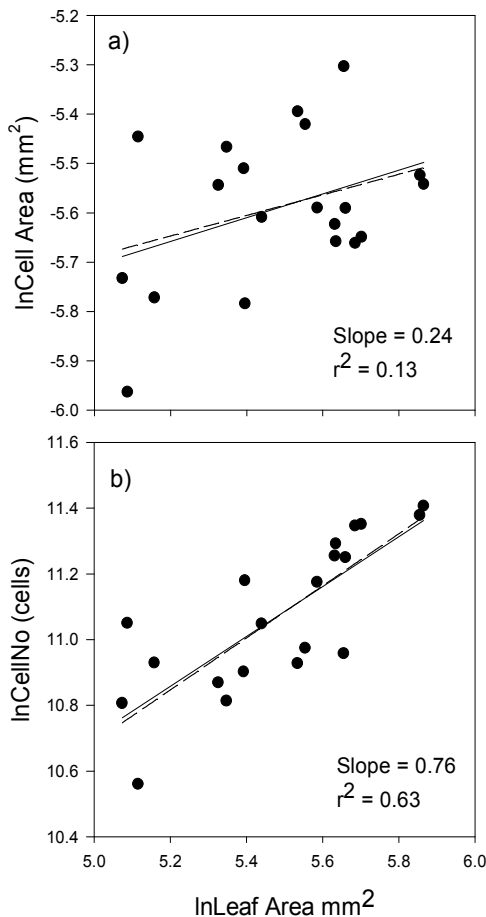 a)
lnCell Area (mm²)
-5.2
-5.3
-5.4
-5.5
-5.6
-5.7
-5.8
-5.9
-6.0
Slope = 0.24
r² = 0.13
b)
lnCellNo (cells)
11.6
11.4
11.2
11.0
10.8
10.6
10.4
Slope = 0.76
r² = 0.63
5.0 5.2 5.4 5.6 5.8 6.0
lnLeaf Area mm²